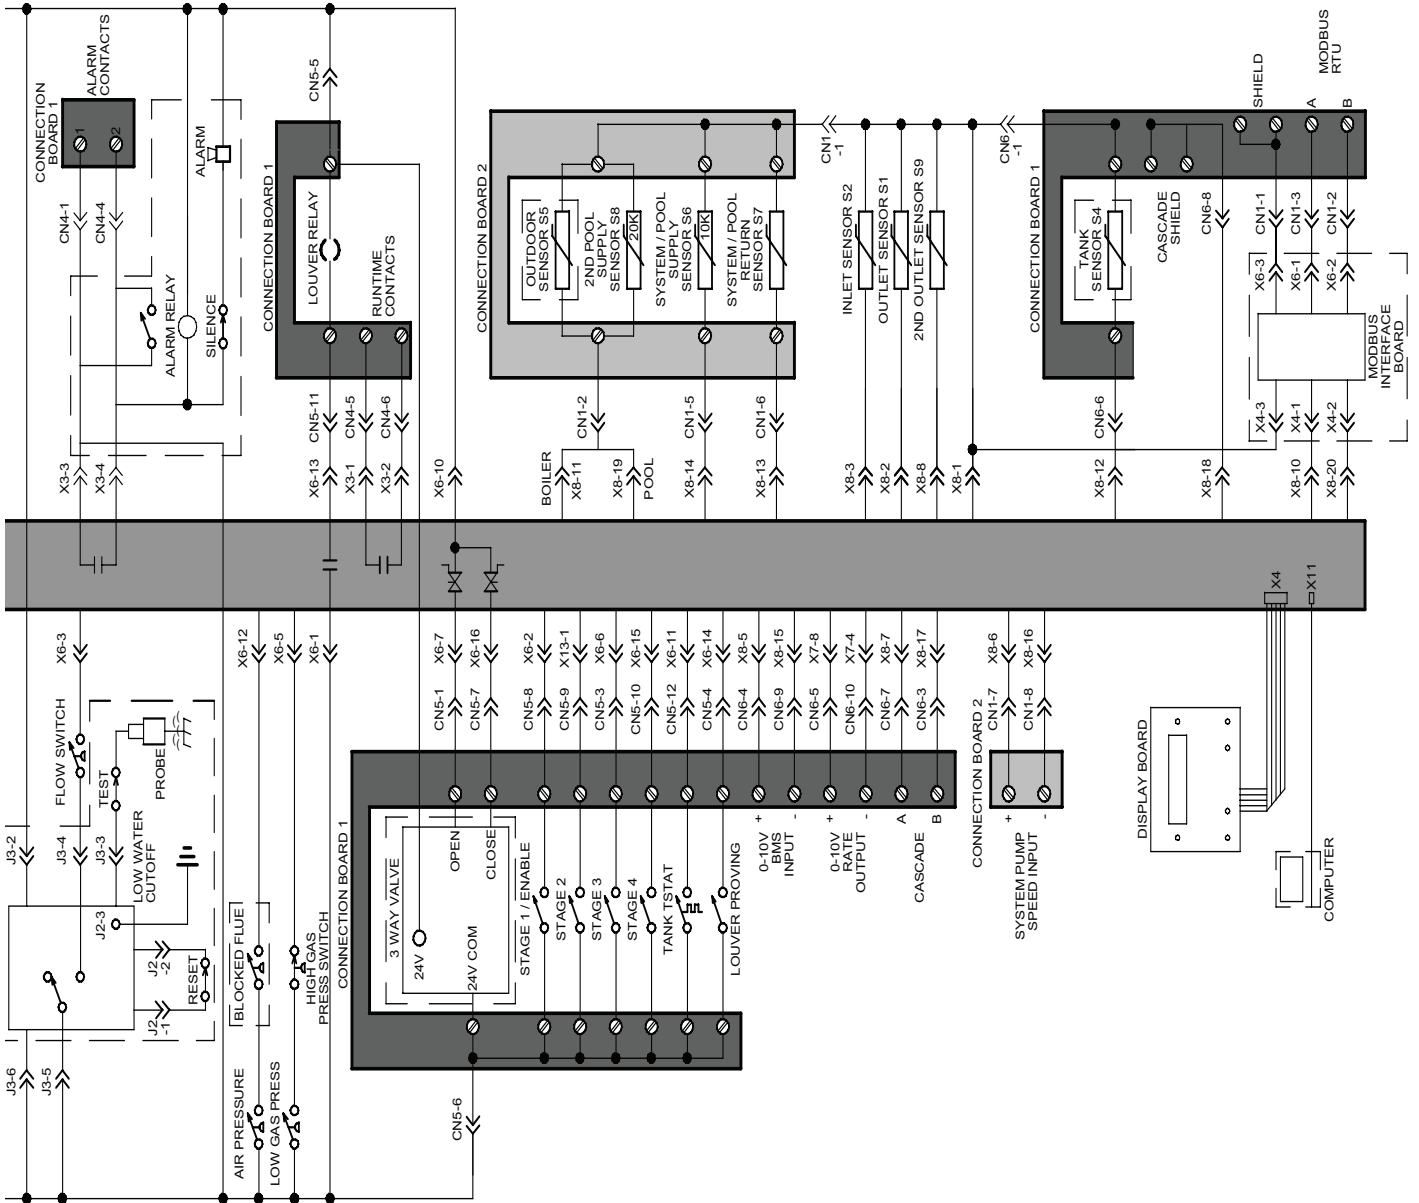 ALARM
CONTACTS
CONNECTION
BOARD 1
1
2
CN4-1
CN4-4
ALARM
ALARM RELAY
SILENCE
X3-3
X3-4
CN5-5
CONNECTION BOARD 1
LOUVER RELAY
RUNTIME
CONTACTS
CN5-11
CN4-5
CN4-6
X6-13
X3-1
X3-2
X6-10
CONNECTION BOARD 2
OUTDOOR
SENSOR S5
2ND POOL
SUPPLY
SENSOR S8
20K
SYSTEM / POOL
SUPPLY
SENSOR S6
10K
SYSTEM / POOL
RETURN
SENSOR S7
CN1-2
CN1-5
CN1-6
BOILER
X8-11
X8-19
POOL
X8-14
X8-13
CN1
-1
INLET SENSOR S2
OUTLET SENSOR S1
2ND OUTLET SENSOR S9
X8-3
X8-2
X8-8
X8-1
CN6
-1
CONNECTION BOARD 1
TANK
SENSOR S4
CASCADE
SHIELD
CN6-8
CN6-6
X8-12
X8-18
SHIELD
A
B
MODBUS
RTU
CN1-1
CN1-3
CN1-2
X6-3
X6-1
X6-2
MODBUS
INTERFACE
BOARD
X4-3
X4-1
X4-2
X8-10
X8-20
X4
X11
X6-3
X6-12
X6-5
X6-1
FLOW SWITCH
TEST
PROBE
J3-2
J3-4
J3-3
LOW WATER
CUTOFF
J2-3
J2
-2
J2
-1
RESET
J3-6
J3-5
BLOCKED FLUE
HIGH GAS
PRESS SWITCH
AIR PRESSURE
LOW GAS PRESS
X6-7
X6-16
X6-2
X13-1
X6-6
X6-15
X6-11
X6-14
X8-5
X8-15
X7-8
X7-4
X8-7
X8-17
X8-6
X8-16
CN5-1
CN5-7
CN5-8
CN5-9
CN5-3
CN5-10
CN5-12
CN5-4
CN6-4
CN6-9
CN6-5
CN6-10
CN6-7
CN6-3
CN1-7
CN1-8
CONNECTION BOARD 1
3 WAY VALVE
24V
OPEN
CLOSE
24V COM
STAGE 1 / ENABLE
STAGE 2
STAGE 3
STAGE 4
TANK TSTAT
LOUVER PROVING
CN5-6
+
0-10V
BMS
INPUT
-
+
0-10V
RATE
OUTPUT
-
A
B
CASCADE
CONNECTION BOARD 2
+
-
SYSTEM PUMP
SPEED INPUT
DISPLAY BOARD
COMPUTER